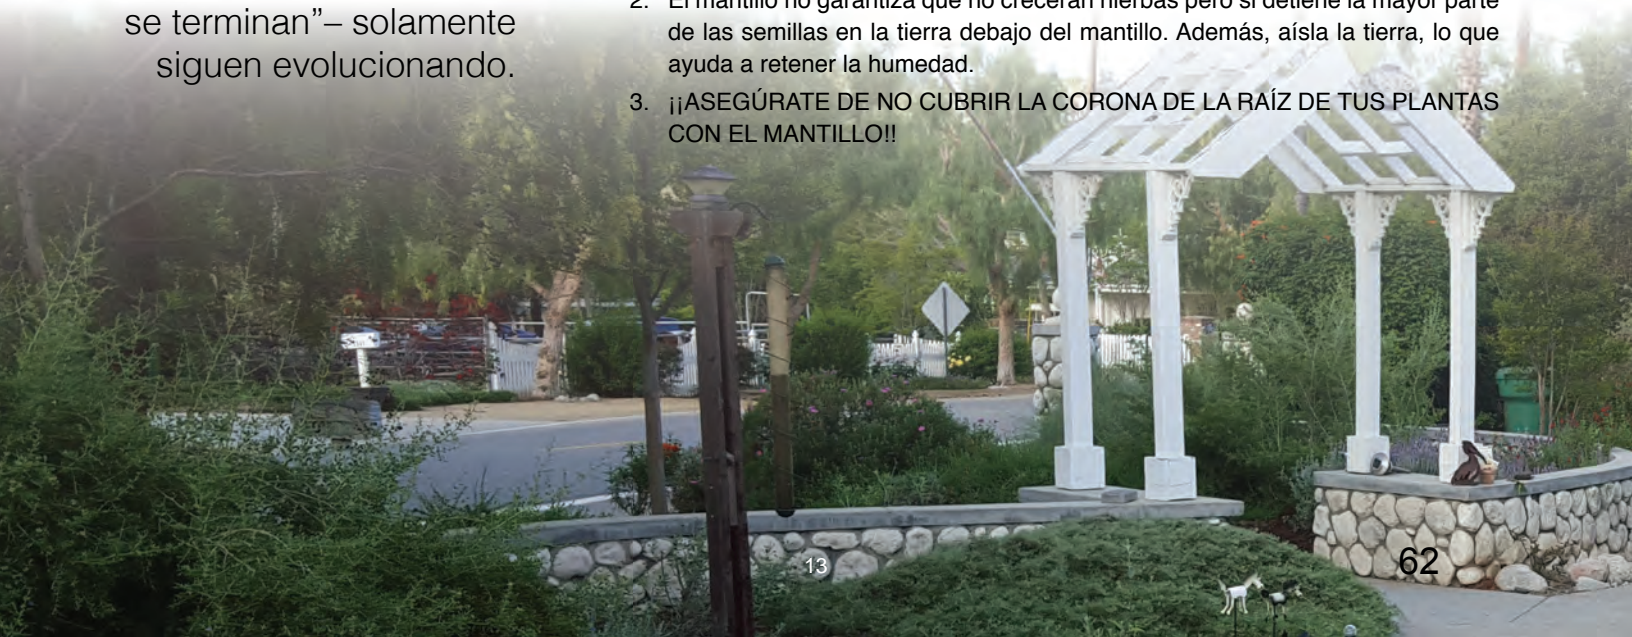 se terminan”– solamente
siguen evolucionando.
2. El mantillo no garantiza que no crecerán hierbas pero sí detiene la mayor parte
de las semillas en la tierra debajo del mantillo. Además, aísla la tierra, lo que
ayuda a retener la humedad.
3. ¡¡ASEGÚRATE DE NO CUBRIR LA CORONA DE LA RAÍZ DE TUS PLANTAS
CON EL MANTILLO!!
13
62